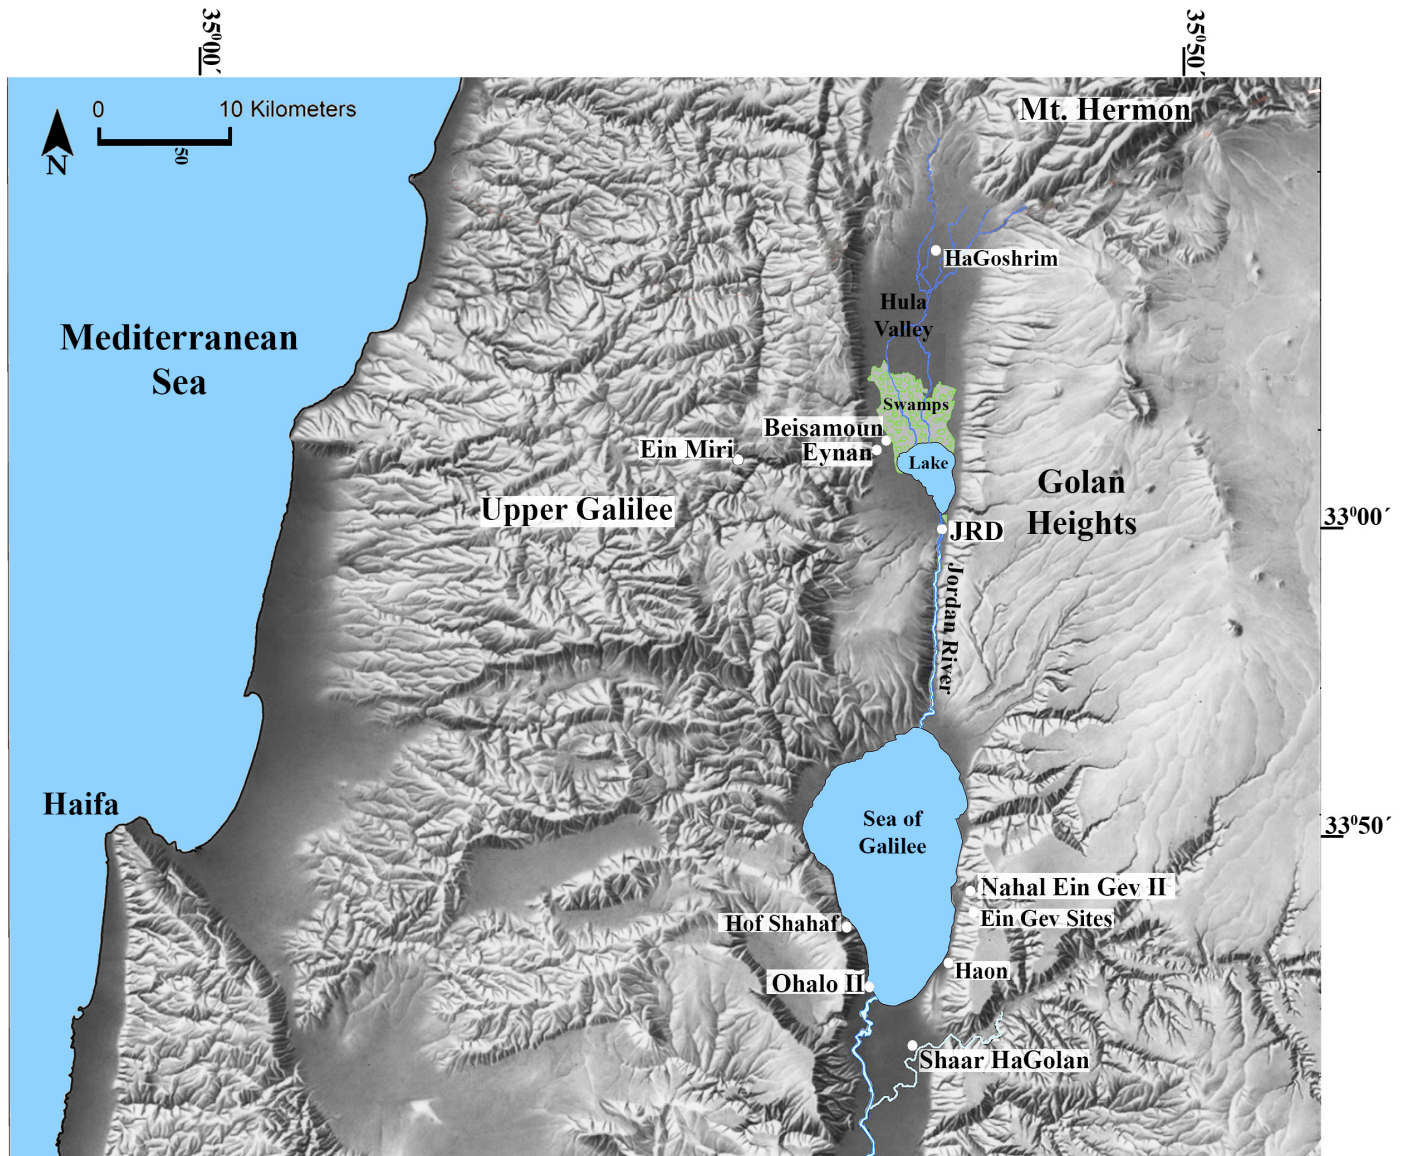 35°00´
35°50´
0 10 Kilometers
50
N
Mt. Hermon
HaGoshrim
Hula
Valley
Mediterranean
Sea
Swamps
Beisamoun
Ein Miri
Eynan
Lake
Golan
Heights
Upper Galilee
33°00´
JRD
Jordan River
Haifa
Sea of
Galilee
33°50´
Nahal Ein Gev II
Ein Gev Sites
Hof Shahaf
Haon
Ohalo II
Shaar HaGolan